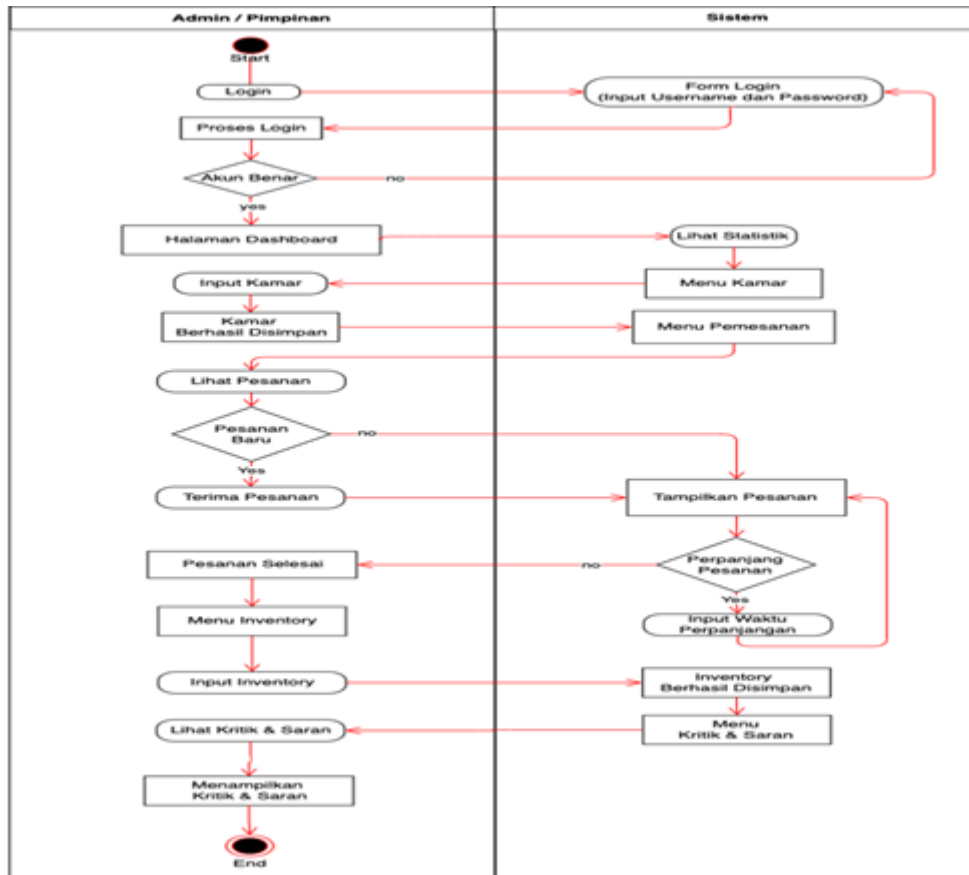 Admin / Pimpinan
Sistem
Start
Login
Form Login
(Input Username dan Password)
Proses Login
Akun Benar
no
yes
Halaman Dashboard
Lihat Statistik
Input Kamar
Menu Kamar
Kamar
Berhasil Disimpan
Menu Pemesanan
Lihat Pesanan
Pesanan
Baru
no
Yes
Terima Pesanan
Tampilkan Pesanan
Pesanan Selesai
no
Perpanjang
Pesanan
Yes
Menu Inventory
Input Waktu
Perpanjangan
Input Inventory
Inventory
Berhasil Disimpan
Lihat Kritik & Saran
Menu
Kritik & Saran
Menampilkan
Kritik & Saran
End